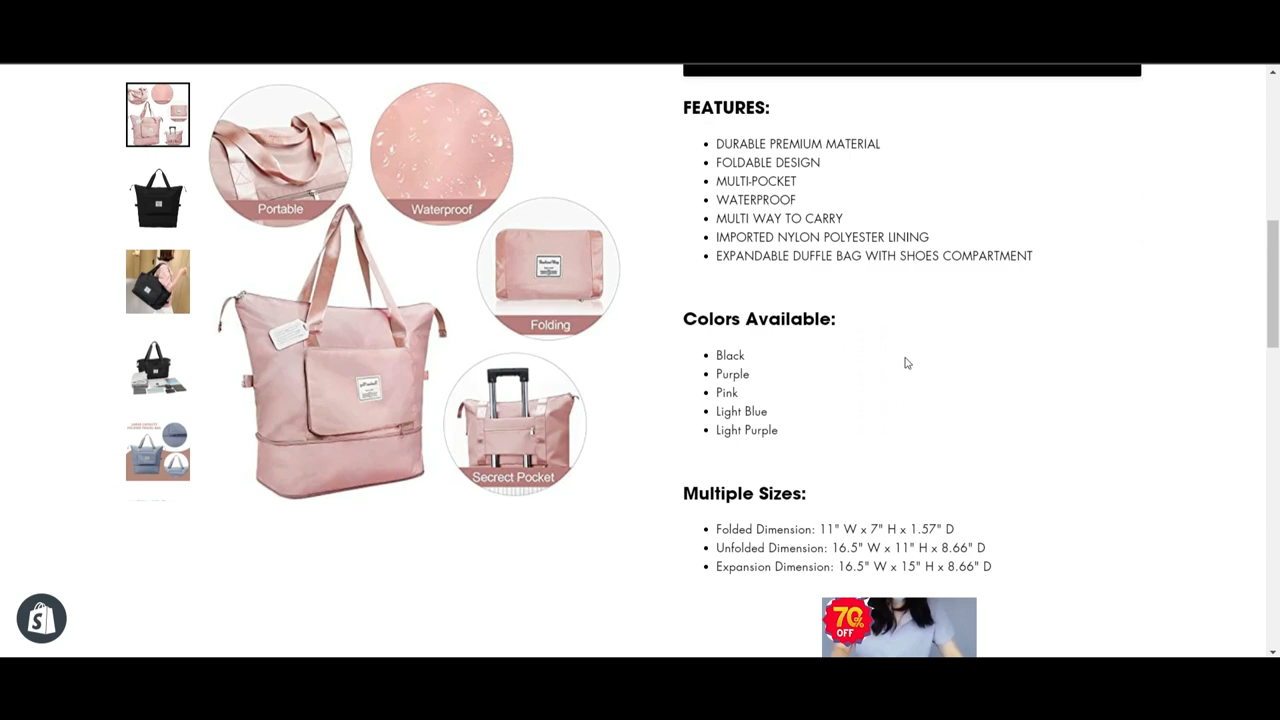 Portable
Waterproof
Folding
Secrect Pocket
FEATURES:
DURABLE PREMIUM MATERIAL
FOLDABLE DESIGN
MULTI-POCKET
WATERPROOF
MULTI WAY TO CARRY
IMPORTED NYLON POLYESTER LINING
EXPANDABLE DUFFLE BAG WITH SHOES COMPARTMENT
Colors Available:
Black
Purple
Pink
Light Blue
Light Purple
Multiple Sizes:
Folded Dimension: 11" W x 7" H x 1.57" D
Unfolded Dimension: 16.5" W x 11" H x 8.66" D
Expansion Dimension: 16.5" W x 15" H x 8.66" D
70%
OFF